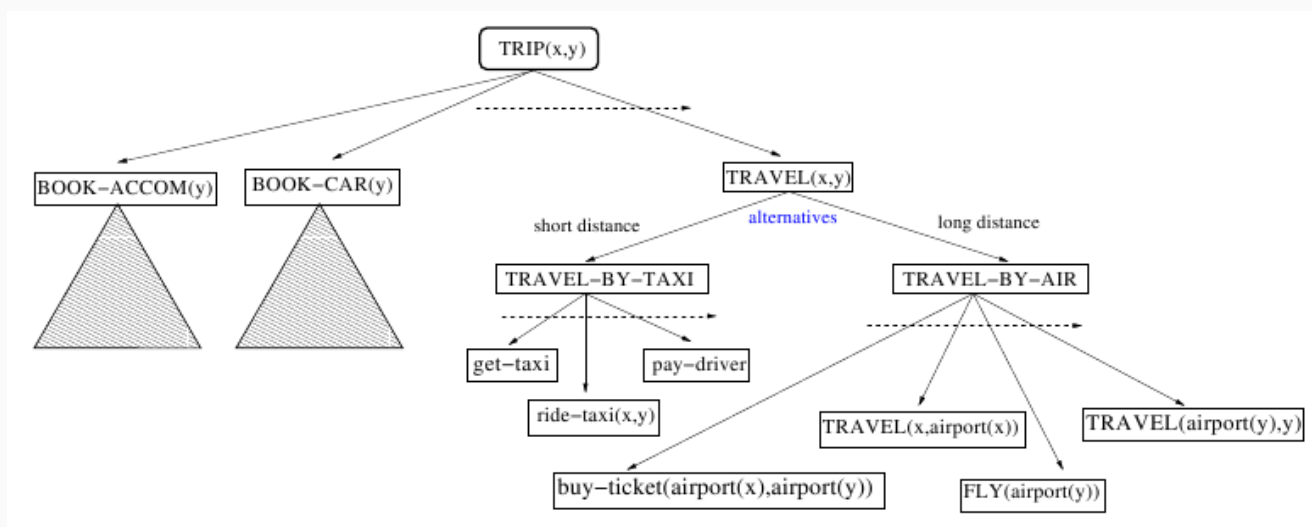 TRIP(x,y)
BOOK−ACCOM(y)
BOOK−CAR(y)
TRAVEL(x,y)
short distance
alternatives
long distance
TRAVEL−BY−TAXI
TRAVEL−BY−AIR
get−taxi
pay−driver
ride−taxi(x,y)
TRAVEL(x,airport(x))
TRAVEL(airport(y),y)
buy−ticket(airport(x),airport(y))
FLY(airport(y))